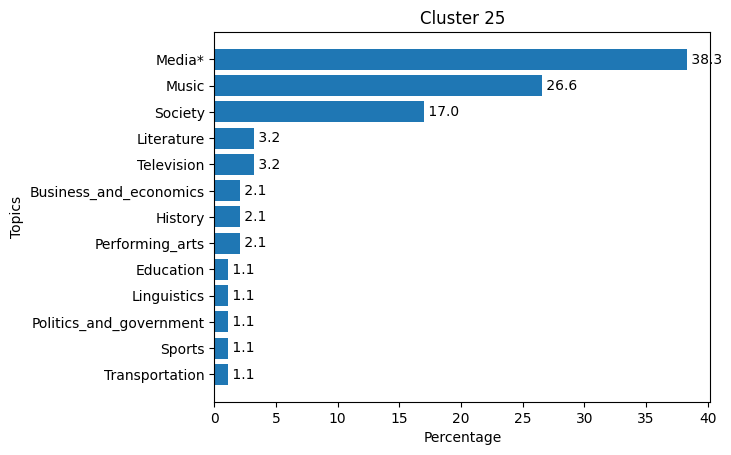 Cluster 25
Topics
Media* 38.3
Music 26.6
Society 17.0
Literature 3.2
Television 3.2
Business_and_economics 2.1
History 2.1
Performing_arts 2.1
Education 1.1
Linguistics 1.1
Politics_and_government 1.1
Sports 1.1
Transportation 1.1
0 5 10 15 20 25 30 35 40
Percentage